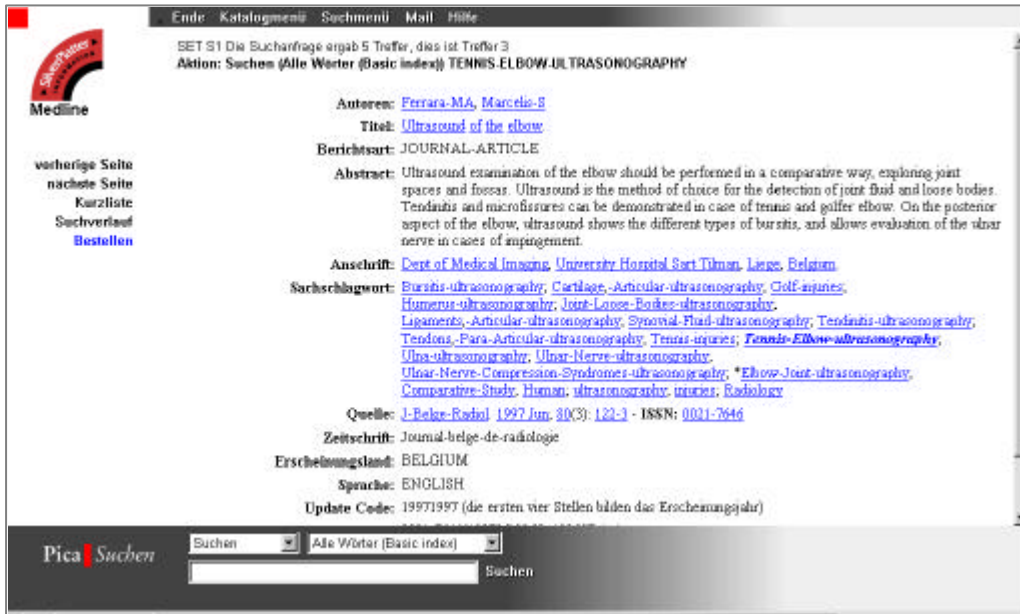 Ende Katalogmenü Suchmenü Mail Hilfe
SilverPlatter
INFORMATION
Medline
vorherige Seite
nächste Seite
Kurzliste
Suchverlauf
Bestellen
SET S1 Die Suchanfrage ergab 5 Treffer, dies ist Treffer 3
Aktion: Suchen (Alle Wörter (Basic index)) TENNIS-ELBOW-ULTRASONOGRAPHY
Autoren: Ferrara-MA, Marcelis-S
Titel: Ultrasound of the elbow.
Berichtsart: JOURNAL-ARTICLE
Abstract: Ultrasound examination of the elbow should be performed in a comparative way, exploring joint
spaces and fossas. Ultrasound is the method of choice for the detection of joint fluid and loose bodies.
Tendinitis and microfissures can be demonstrated in case of tennis and golfer elbow. On the posterior
aspect of the elbow, ultrasound shows the different types of bursitis, and allows evaluation of the ulnar
nerve in cases of impingement.
Anschrift: Dept of Medical Imaging, University Hospital Sart Tilman, Liege, Belgium.
Sachschlagwort: Bursitis-ultrasonography; Cartilage,-Articular-ultrasonography; Golf-injuries;
Humerus-ultrasonography; Joint-Loose-Bodies-ultrasonography;
Ligaments,-Articular-ultrasonography; Synovial-Fluid-ultrasonography; Tendinitis-ultrasonography;
Tendons,-Para-Articular-ultrasonography; Tennis-injuries; Tennis-Elbow-ultrasonography;
Ulna-ultrasonography; Ulnar-Nerve-ultrasonography;
Ulnar-Nerve-Compression-Syndromes-ultrasonography; *Elbow-Joint-ultrasonography;
Comparative-Study; Human; ultrasonography; injuries; Radiology
Quelle: J-Belge-Radiol. 1997 Jun; 80(3): 122-3 - ISSN: 0021-7646
Zeitschrift: Journal-belge-de-radiologie
Erscheinungsland: BELGIUM
Sprache: ENGLISH
Update Code: 19971997 (die ersten vier Stellen bilden das Erscheinungsjahr)
Pica Suchen
Suchen Alle Wörter (Basic index)
Suchen